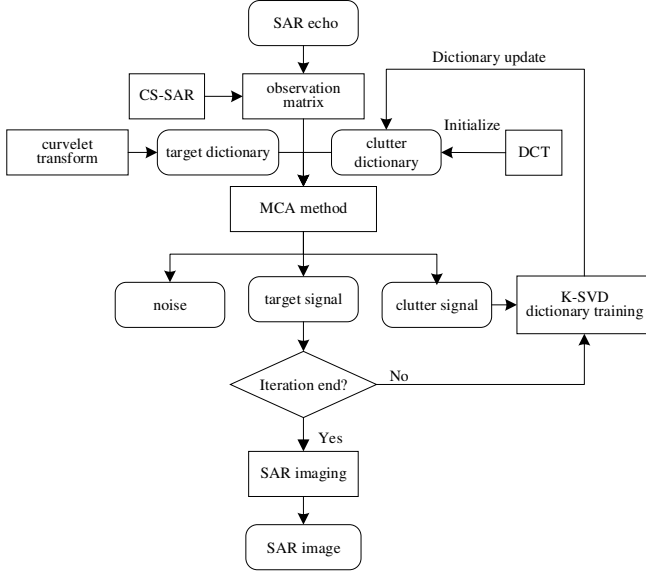 SAR echo
Dictionary update
CS-SAR
observation
matrix
Initialize
curvelet
transform
target dictionary
clutter
dictionary
DCT
MCA method
noise
target signal
clutter signal
K-SVD
dictionary training
Iteration end?
No
Yes
SAR imaging
SAR image